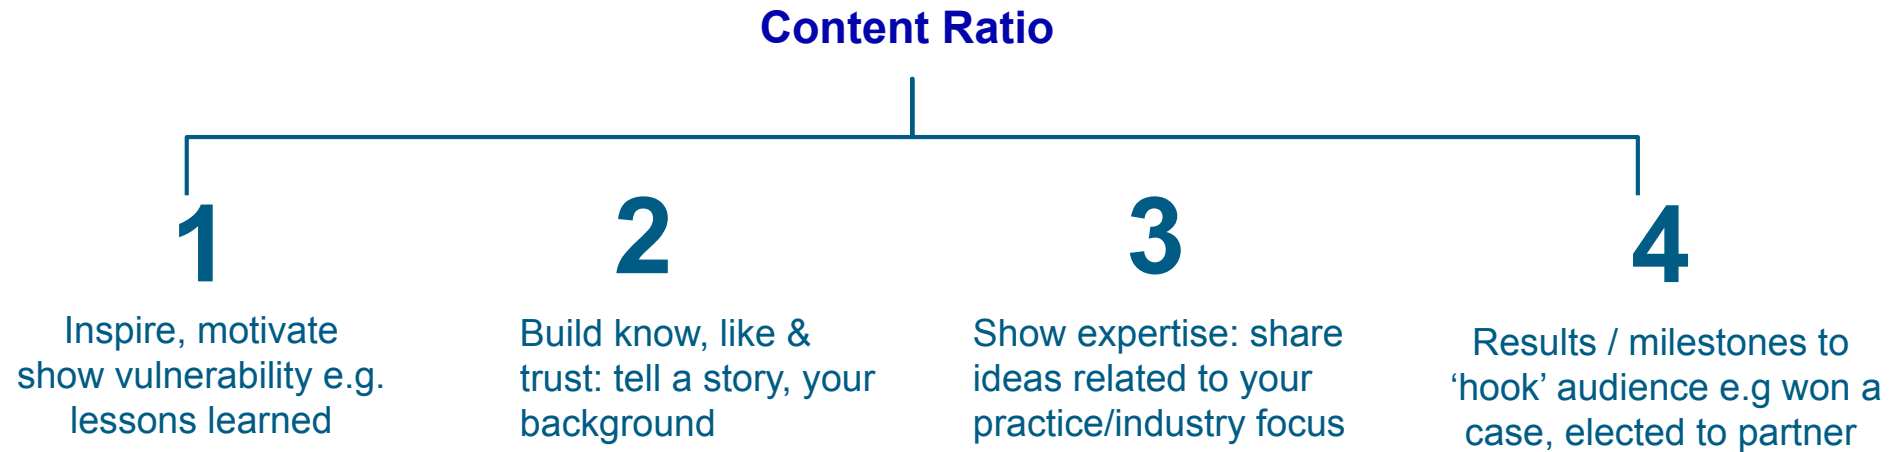 Content Ratio
1
Inspire, motivate
show vulnerability e.g.
lessons learned
2
Build know, like &
trust: tell a story, your
background
3
Show expertise: share
ideas related to your
practice/industry focus
4
Results / milestones to
‘hook’ audience e.g won a
case, elected to partner